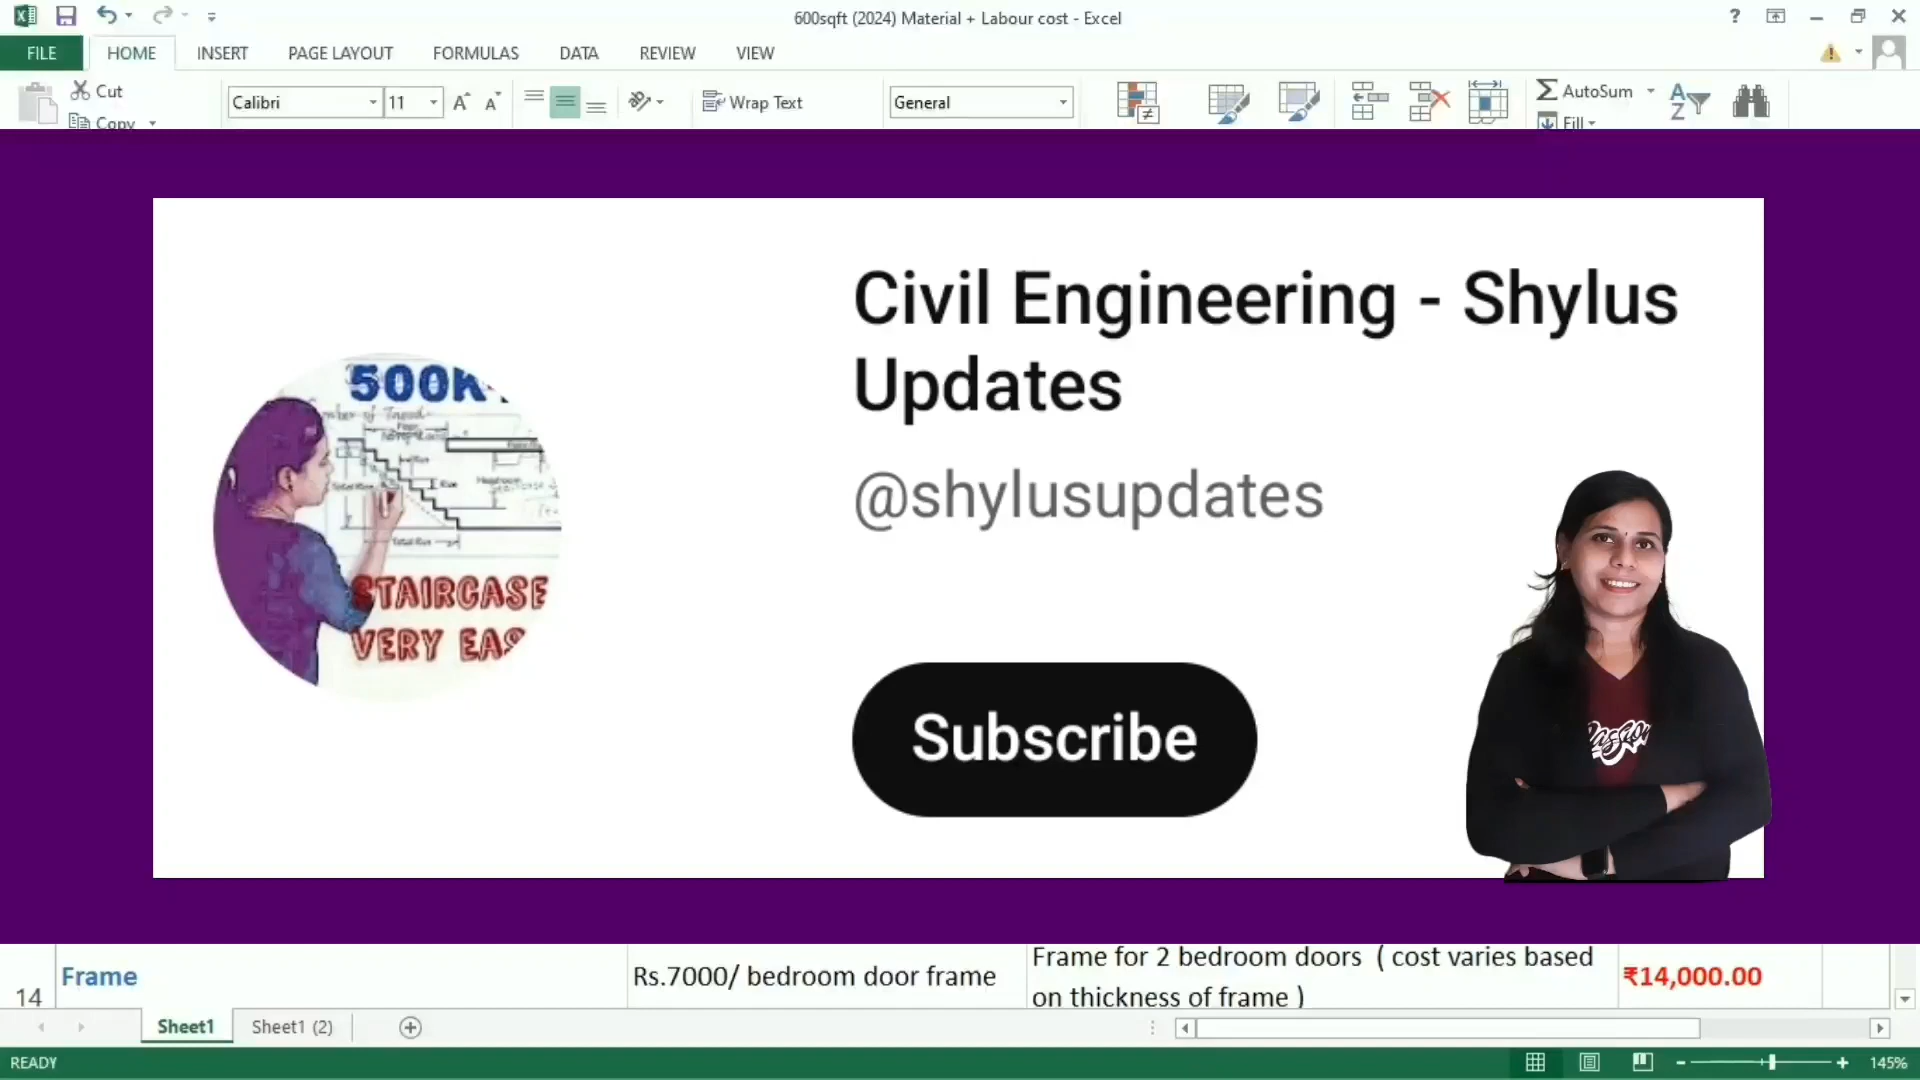 600sqft (2024) Material + Labour cost - Excel
?
FILE HOME INSERT PAGE LAYOUT FORMULAS DATA REVIEW VIEW
Cut
Copy
Calibri 11
Wrap Text
General
AutoSum
Fill
Civil Engineering - Shylus
Updates
@shylusupdates
Subscribe
500K
Total Rise
STAIRCASE
VERY EAS
Passion
14 Frame Rs.7000/ bedroom door frame Frame for 2 bedroom doors ( cost varies based
on thickness of frame ) ₹14,000.00
Sheet1 Sheet1 (2)
READY 145%